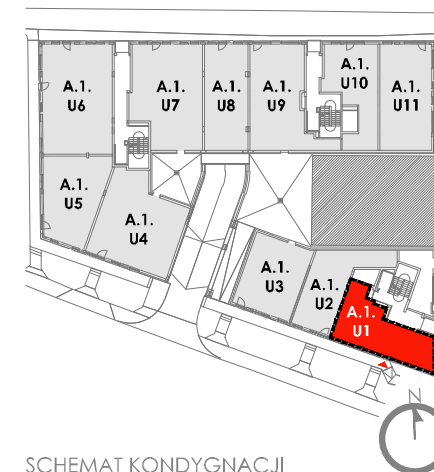 A.1.
U6
A.1.
U7
A.1.
U8
A.1.
U9
A.1.
U10
A.1.
U11
A.1.
U5
A.1.
U4
A.1.
U3
A.1.
U2
A.1.
U1
N
SCHEMAT KONDYGNACJI